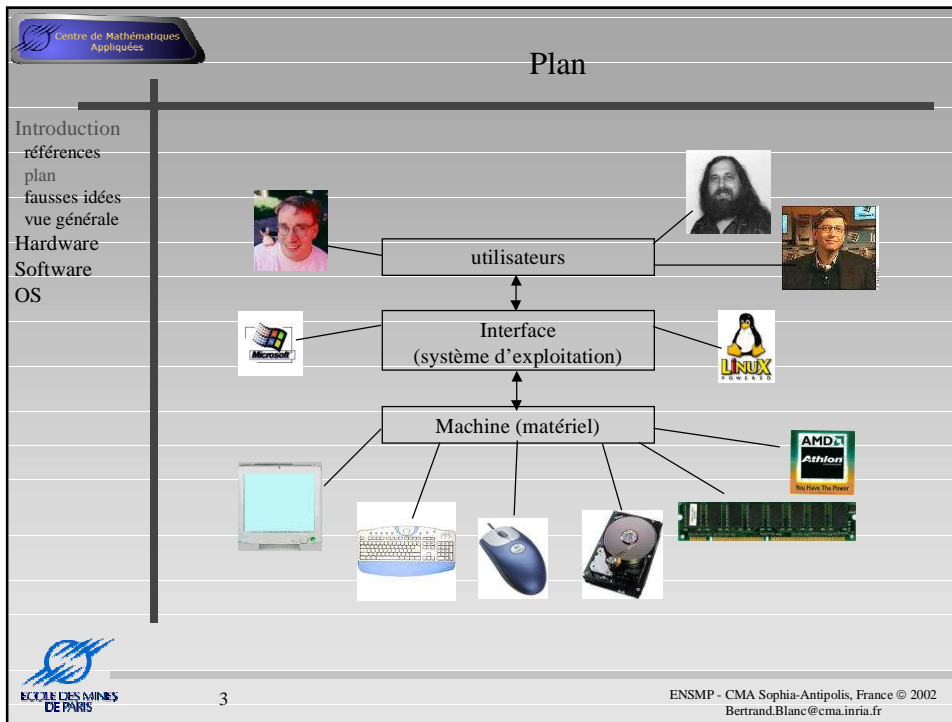 Centre de Mathématiques
Appliquées
Plan
Introduction
références
plan
fausses idées
vue générale
Hardware
Software
OS
utilisateurs
Interface
(système d'exploitation)
Microsoft
LINUX
POWERED
Machine (matériel)
AMD
Athlon
You Have The Power
ECOLE DES MINES
DE PARIS
3
ENSMP - CMA Sophia-Antipolis, France © 2002
Bertrand.Blanc@cma.inria.fr